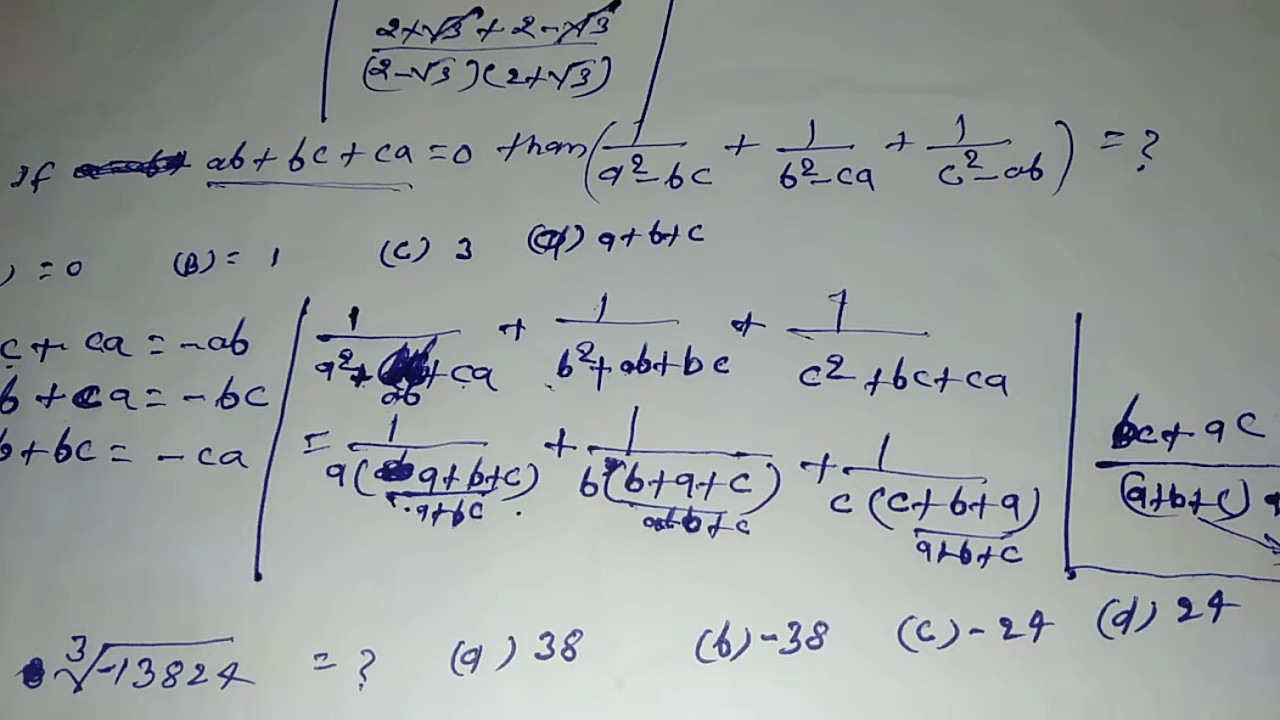 2+√3 + 2-√3
(2-√3)(2+√3)
If ab+bc+ca=0 than (1/a²-bc + 1/b²-ca + 1/c²-ab) = ?
) =0 (B)= 1 (C) 3 (d) a+b+c
c + ca = -ab
b + ca = -bc
b+bc = -ca
1/a²+ab+ca + 1/b²+ab+bc + 1/c²+bc+ca
= 1/a(a+b+c) + 1/b(b+a+c) + 1/c(c+b+a)
a+bc a+b+c a+b+c
bc+ac
(a+b+c)
³√-13824 = ? (a) 38 (b) -38 (c) -24 (d) 24